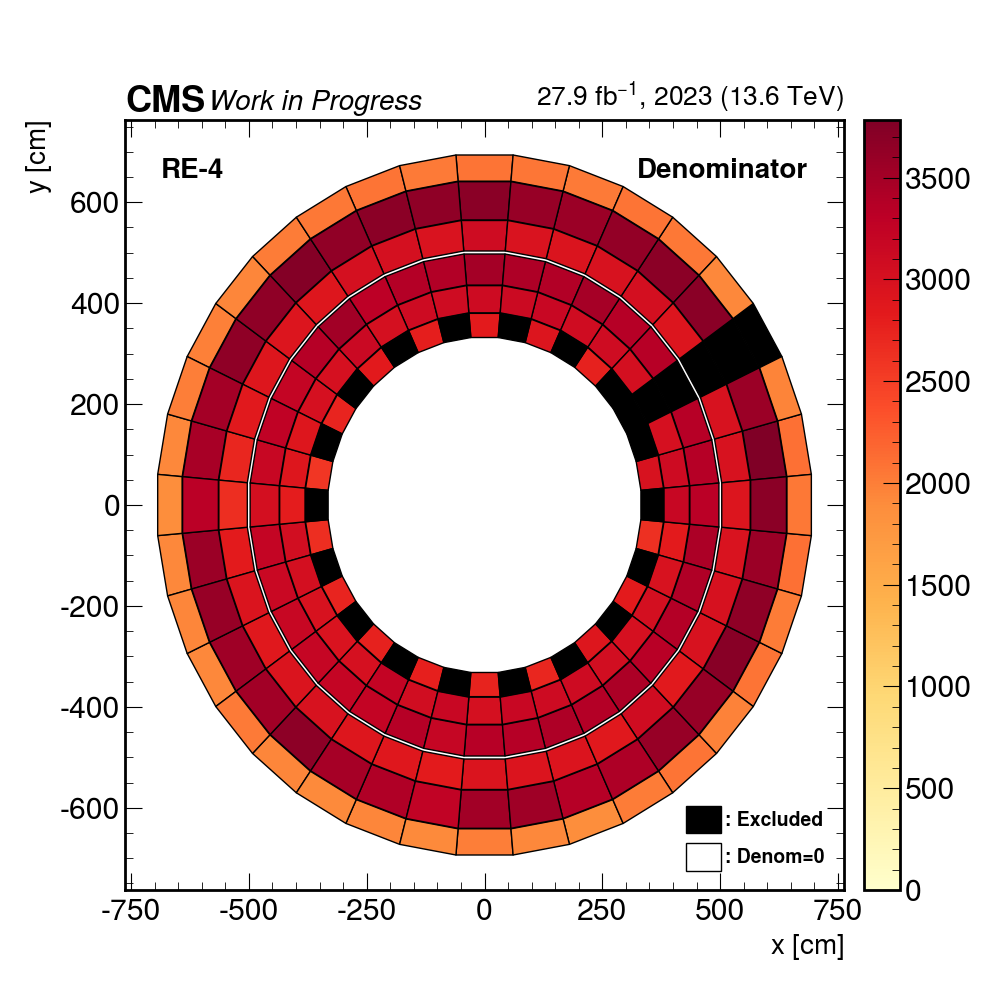 CMS Work in Progress
27.9 fb⁻¹, 2023 (13.6 TeV)
y [cm]
RE-4
Denominator
600
400
200
0
-200
-400
-600
-750
-500
-250
0
250
500
750
x [cm]
: Excluded
: Denom=0
3500
3000
2500
2000
1500
1000
500
0